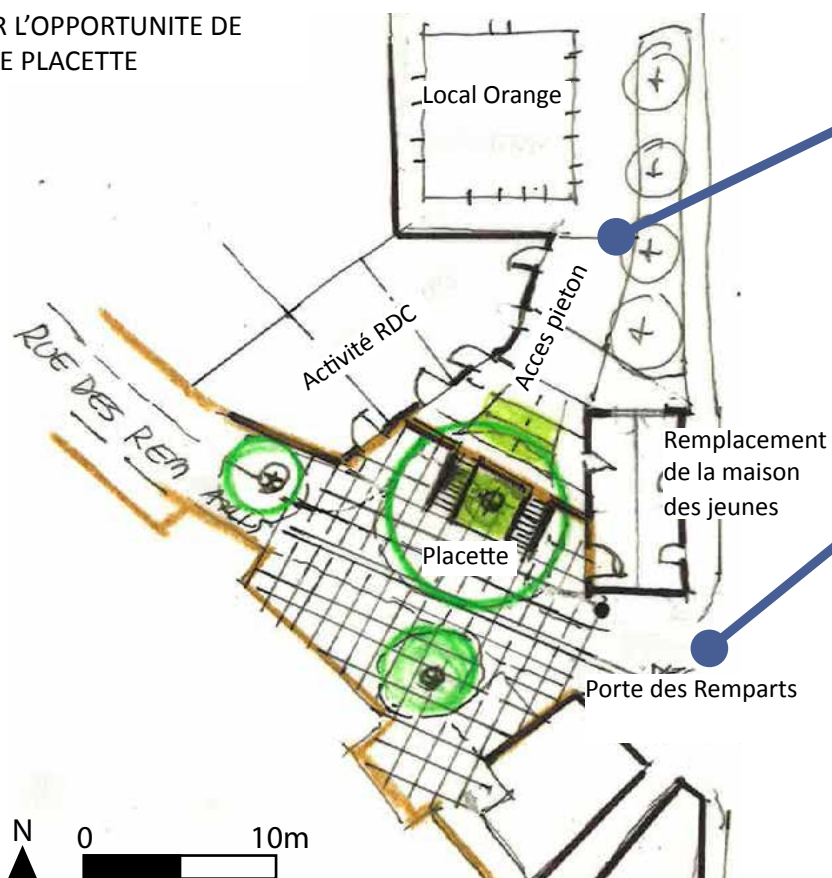 R L’OPPORTUNITE DE
E PLACETTE
Local Orange
Acces pieton
Activité RDC
RUE DES REM
Remplacement
de la maison
des jeunes
Placette
Porte des Remparts
N
0 10m